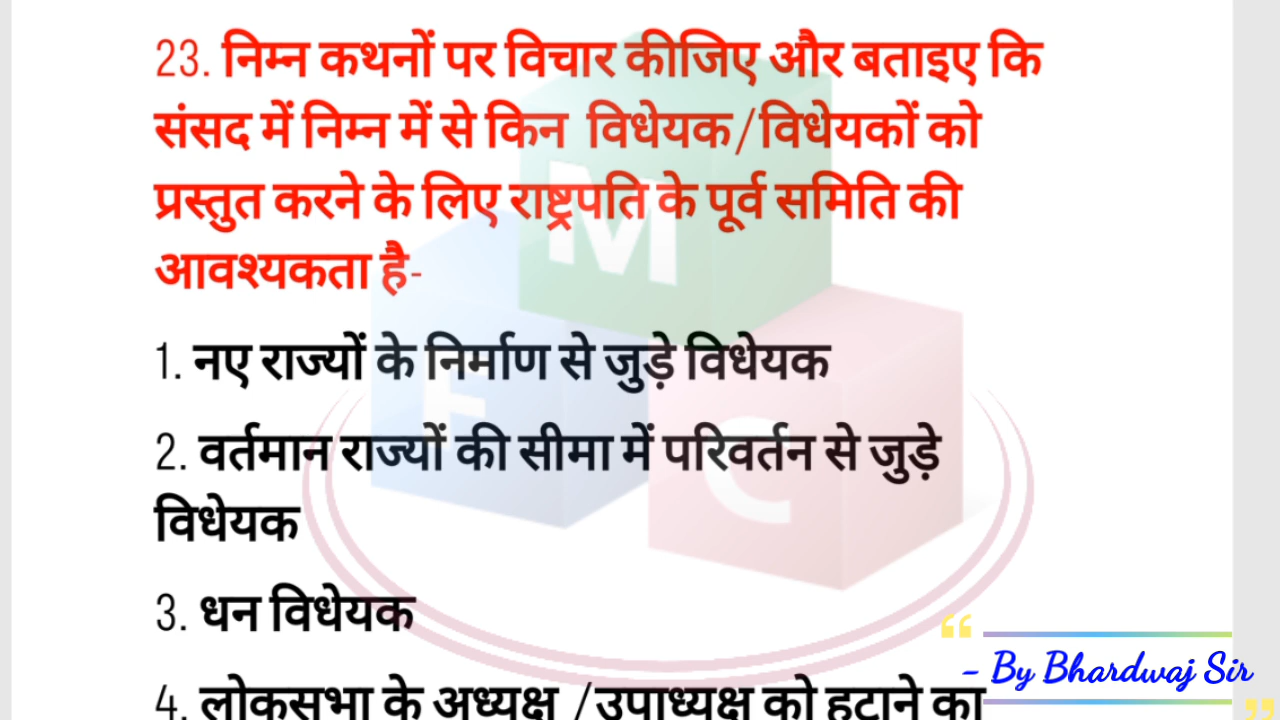 23. निम्न कथनों पर विचार कीजिए और बताइए कि
संसद में निम्न में से किन विधेयक/विधेयकों को
प्रस्तुत करने के लिए राष्ट्रपति के पूर्व समिति की
आवश्यकता है-
1. नए राज्यों के निर्माण से जुड़े विधेयक
2. वर्तमान राज्यों की सीमा में परिवर्तन से जुड़े
विधेयक
3. धन विधेयक
4. लोकसभा के अध्यक्ष /उपाध्यक्ष को हटाने का
M
F
C
“
- By Bhardwaj Sir
”